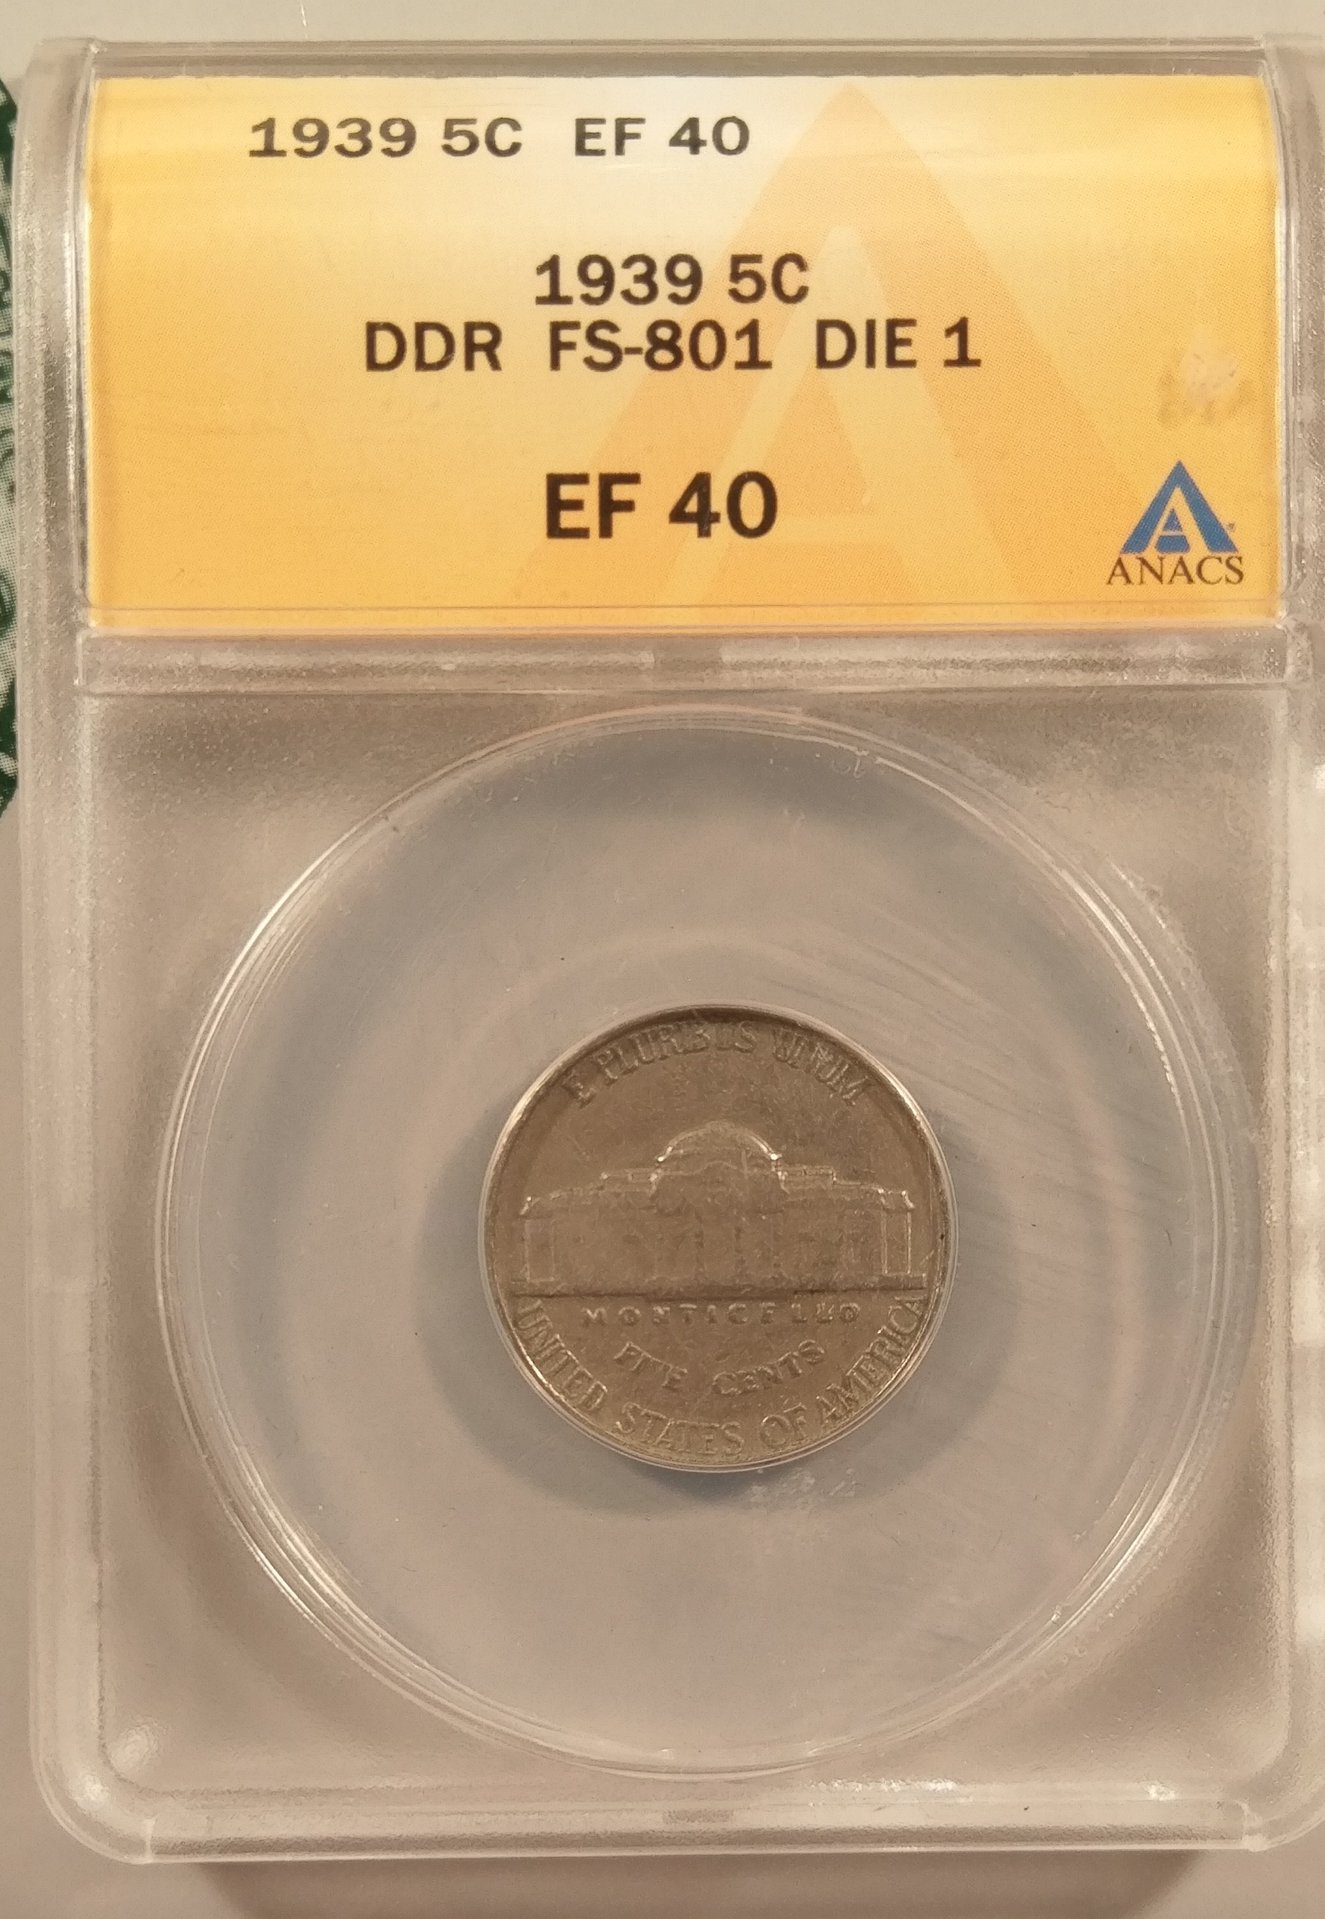 1939 5C EF 40
1939 5C
DDR FS-801 DIE 1
EF 40
ANACS
E PLURIBUS UNUM
MONTICELLO
FIVE CENTS
UNITED STATES OF AMERICA